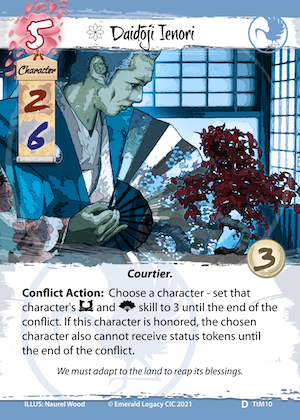 5
Daidoji Ienori
Character
2
6
3
Courtier.
Conflict Action: Choose a character - set that
character's and skill to 3 until the end of the
conflict. If this character is honored, the chosen
character also cannot receive status tokens until
the end of the conflict.
We must adapt to the land to reap its blessings.
ILLUS: Naurel Wood © Emerald Legacy CIC 2021 D TtM10